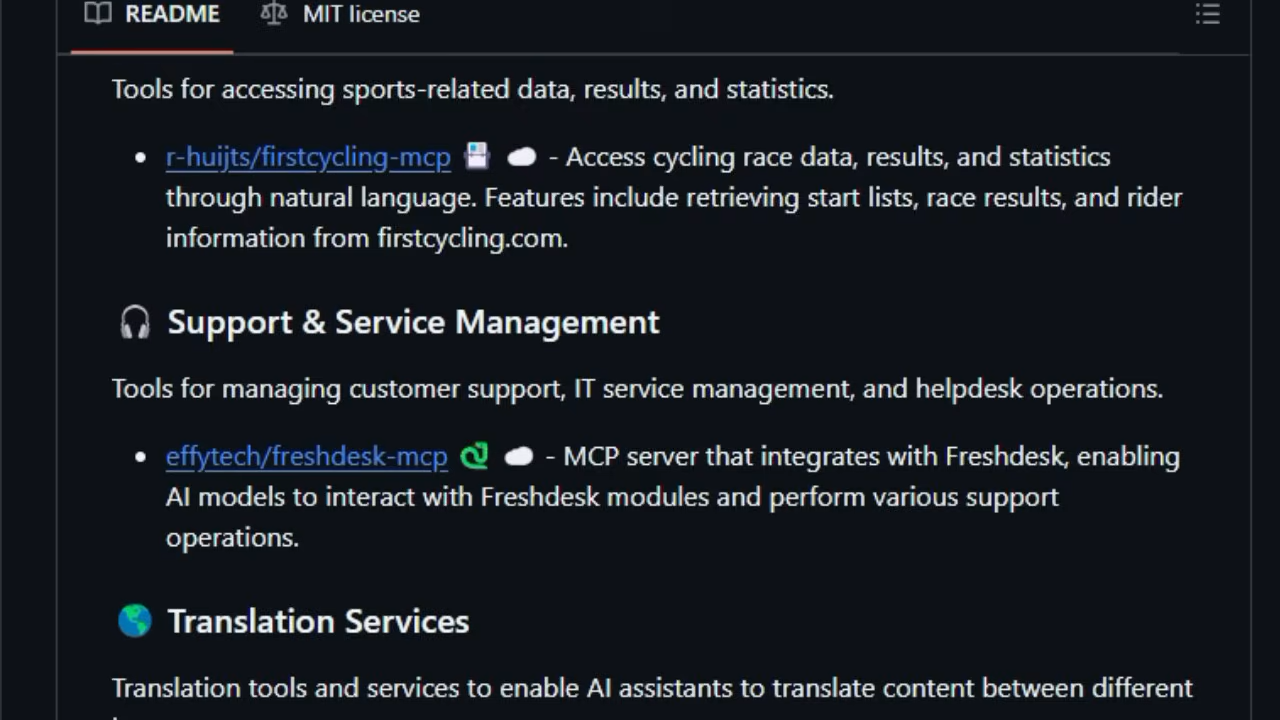 README MIT license
Tools for accessing sports-related data, results, and statistics.
r-huijts/firstcycling-mcp - Access cycling race data, results, and statistics
through natural language. Features include retrieving start lists, race results, and rider
information from firstcycling.com.
Support & Service Management
Tools for managing customer support, IT service management, and helpdesk operations.
effytech/freshdesk-mcp - MCP server that integrates with Freshdesk, enabling
AI models to interact with Freshdesk modules and perform various support
operations.
Translation Services
Translation tools and services to enable AI assistants to translate content between different